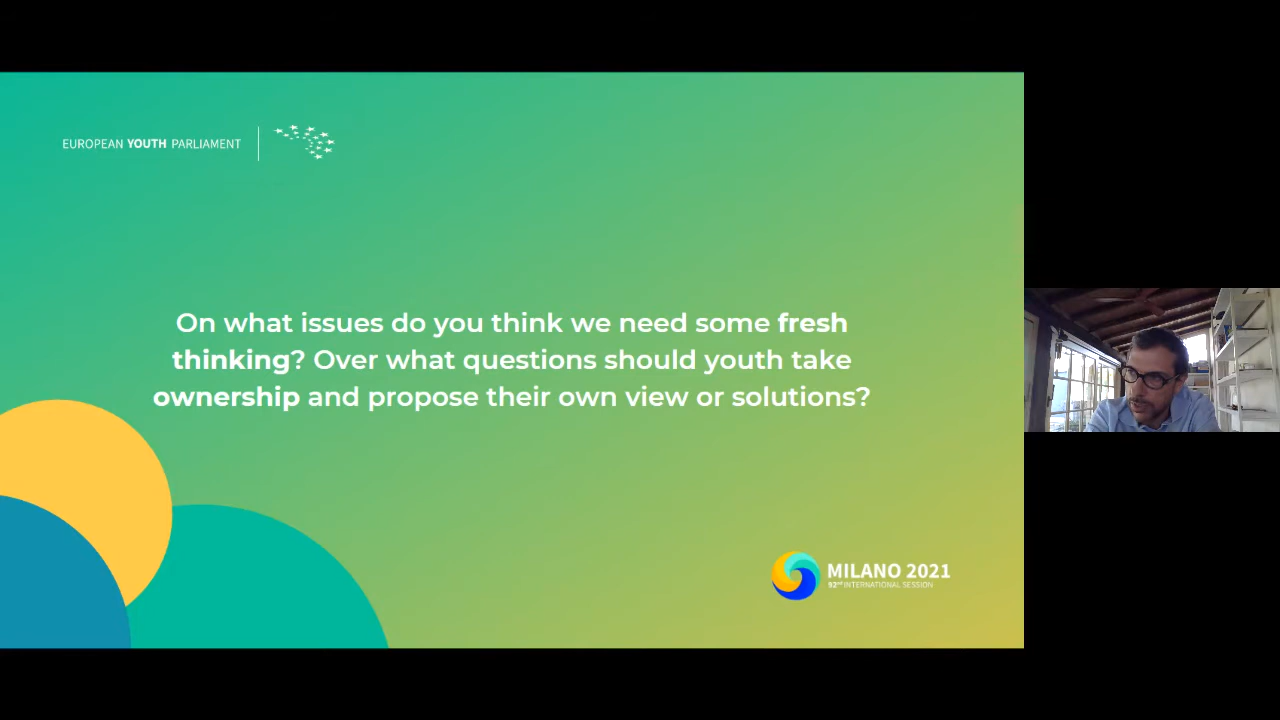 EUROPEAN YOUTH PARLIAMENT
On what issues do you think we need some fresh
thinking? Over what questions should youth take
ownership and propose their own view or solutions?
MILANO 2021
92nd INTERNATIONAL SESSION